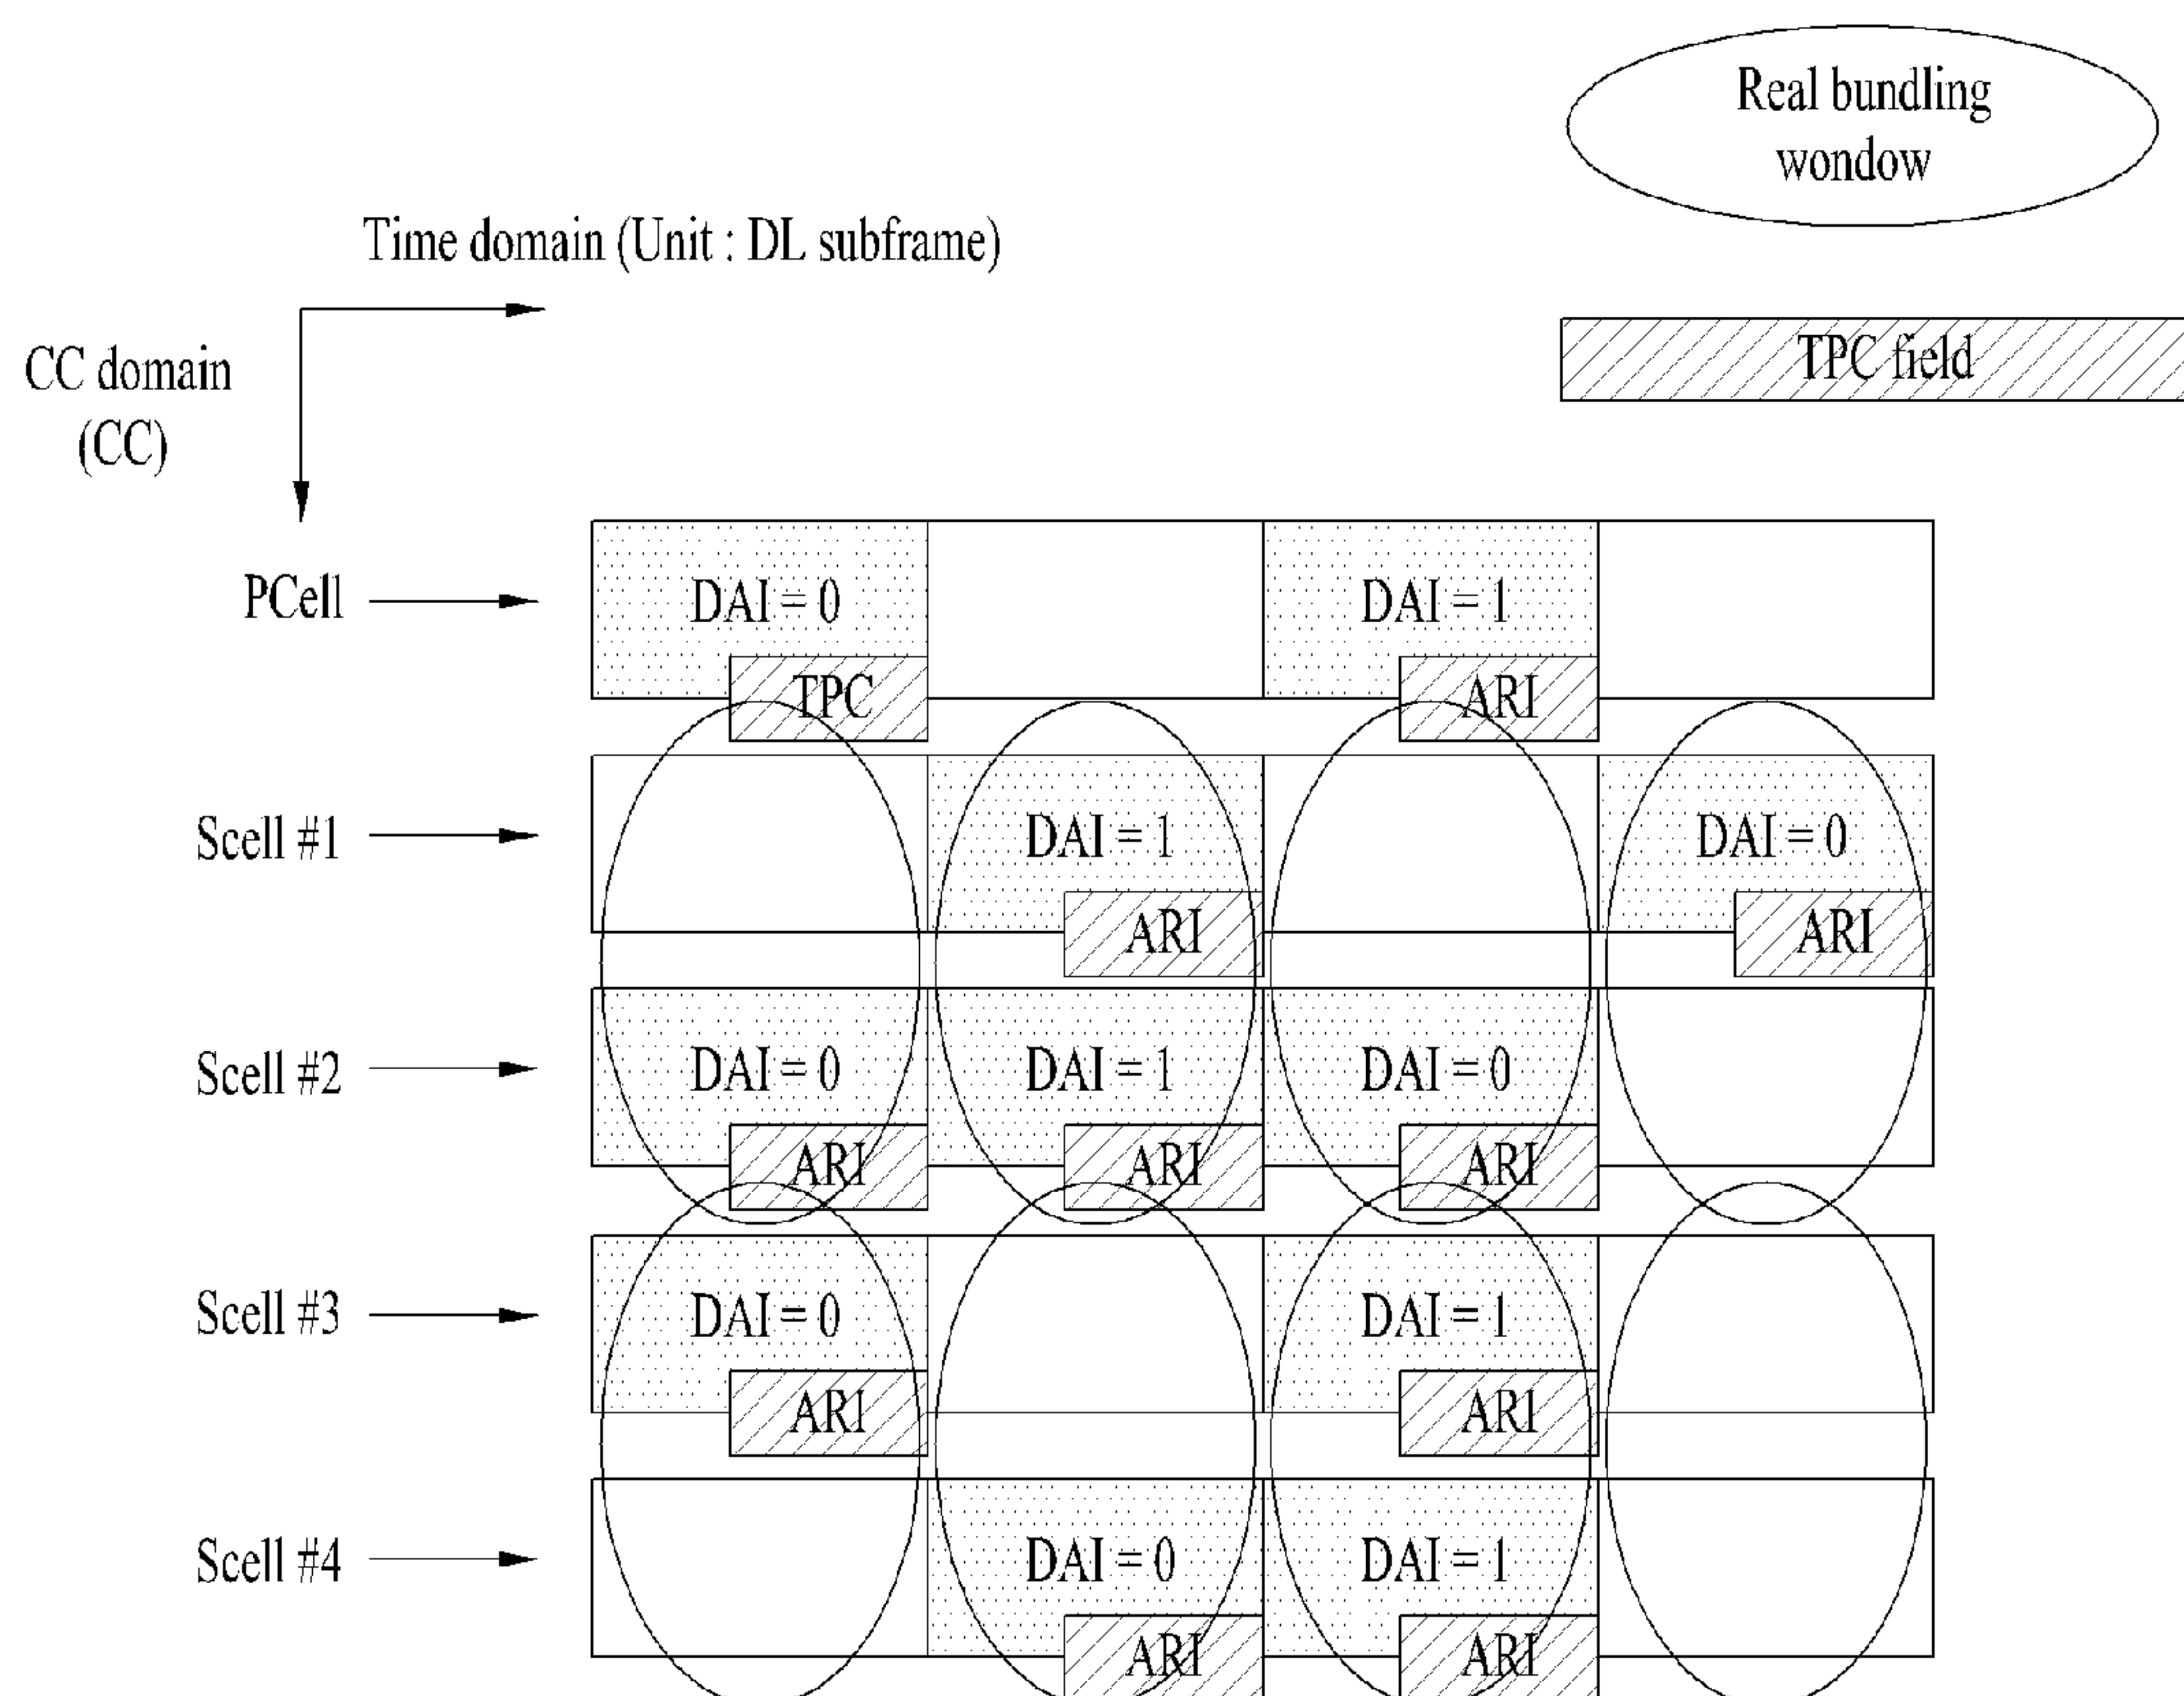 Real bundling
wondow
Time domain (Unit : DL subframe)
TPC field
CC domain
(CC)
PCell
DAI = 0
DAI = 1
TPC
ARI
Scell #1
DAI = 1
DAI = 0
ARI
ARI
Scell #2
DAI = 0
DAI = 1
DAI = 0
ARI
ARI
ARI
Scell #3
DAI = 0
DAI = 1
ARI
ARI
Scell #4
DAI = 0
DAI = 1
ARI
ARI